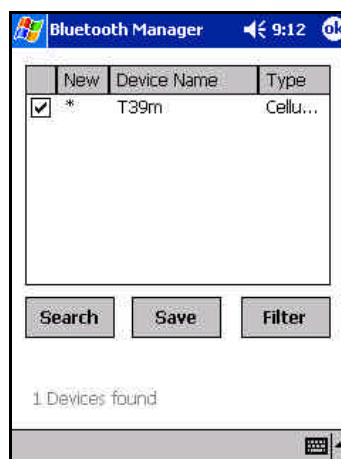 Bluetooth Manager 9:12 ok
New Device Name Type
* T39m Cellu...
Search Save Filter
1 Devices found